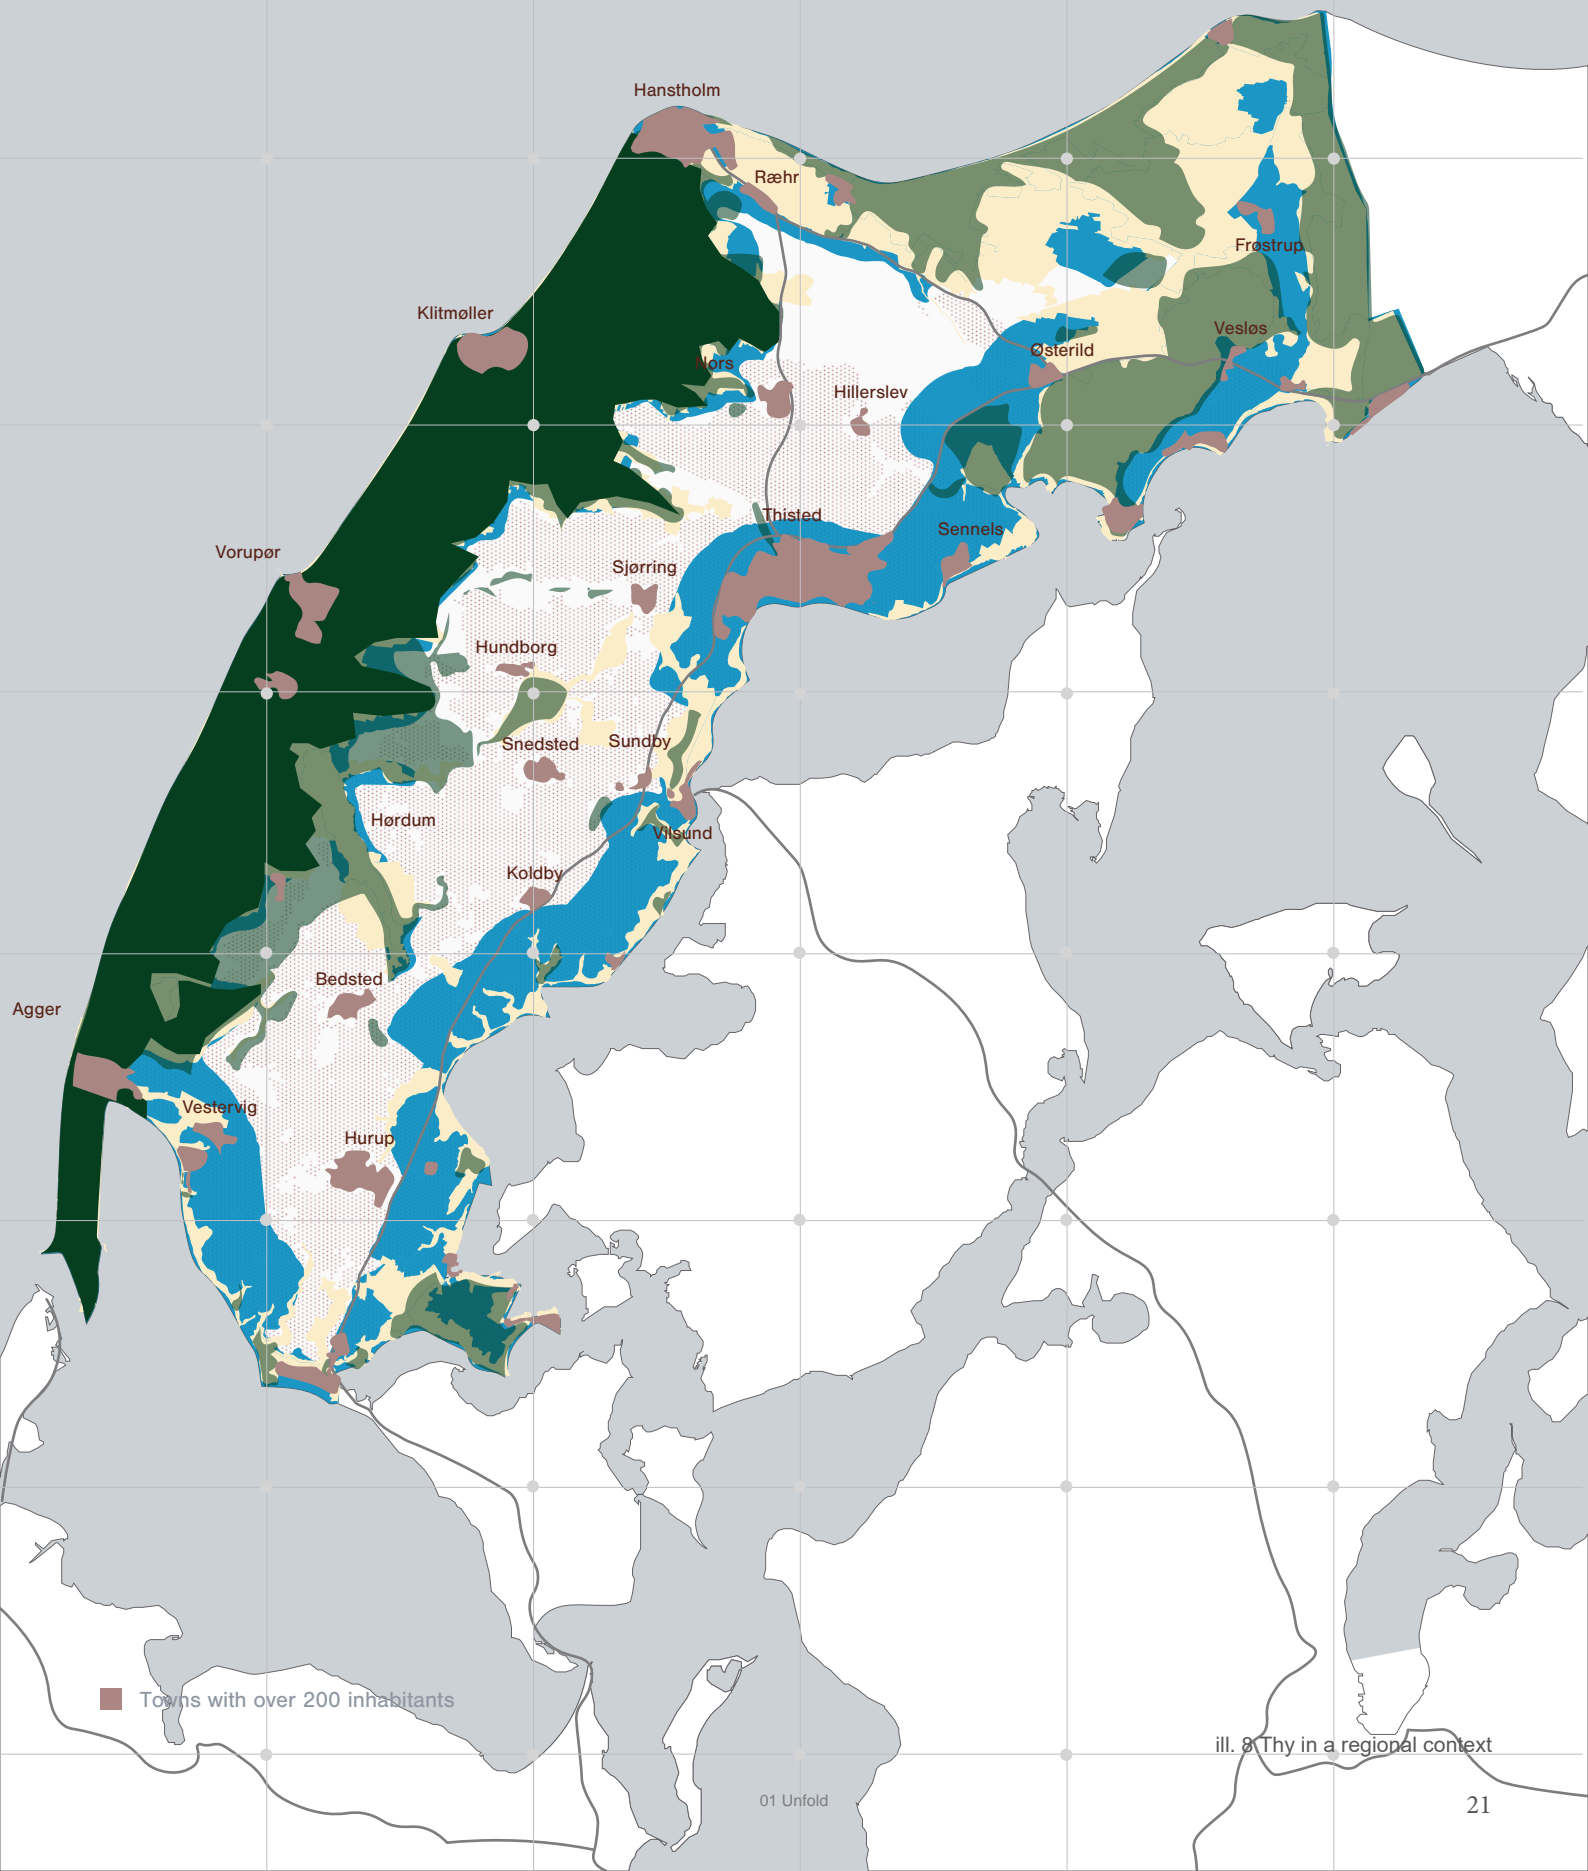 Hanstholm
Ræhr
Frøstrup
Klitmøller
Vesløs
Østerild
Nors
Hillerslev
Thisted
Sennels
Vorupør
Sjørring
Hundborg
Snedsted
Sundby
Hørdum
Vilsund
Koldby
Bedsted
Agger
Vestervig
Hurup
Towns with over 200 inhabitants
ill. 8 Thy in a regional context
01 Unfold
21